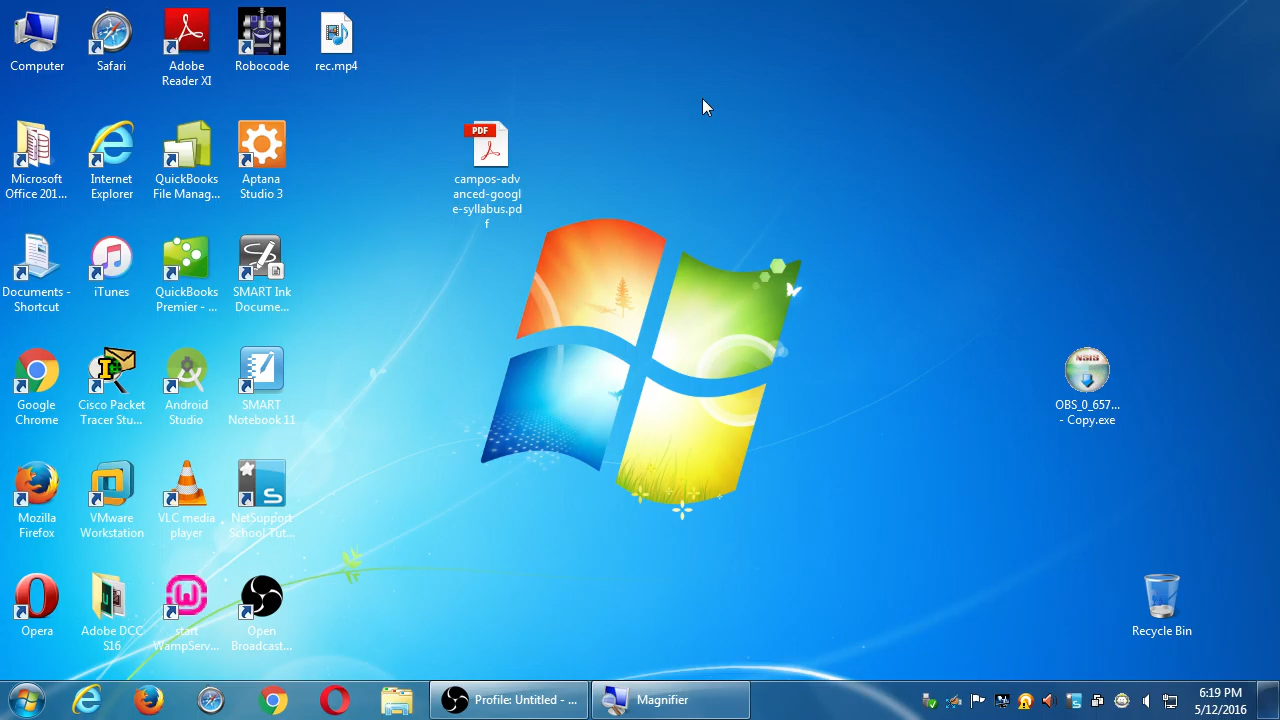 Computer
Safari
Adobe
Reader XI
Robocode
rec.mp4
PDF
campos-adv
anced-googl
e-syllabus.pd
f
Microsoft
Office 201...
Internet
Explorer
QuickBooks
File Manag...
Aptana
Studio 3
Documents -
Shortcut
iTunes
QuickBooks
Premier - ...
SMART Ink
Docume...
Google
Chrome
Cisco Packet
Tracer Stu...
Android
Studio
SMART
Notebook 11
NSIS
OBS_0_657...
- Copy.exe
Mozilla
Firefox
VMware
Workstation
VLC media
player
NetSupport
School Tut...
Opera
Adobe DCC
S16
start
WampServ...
Open
Broadcast...
Recycle Bin
Profile: Untitled - ...
Magnifier
6:19 PM
5/12/2016